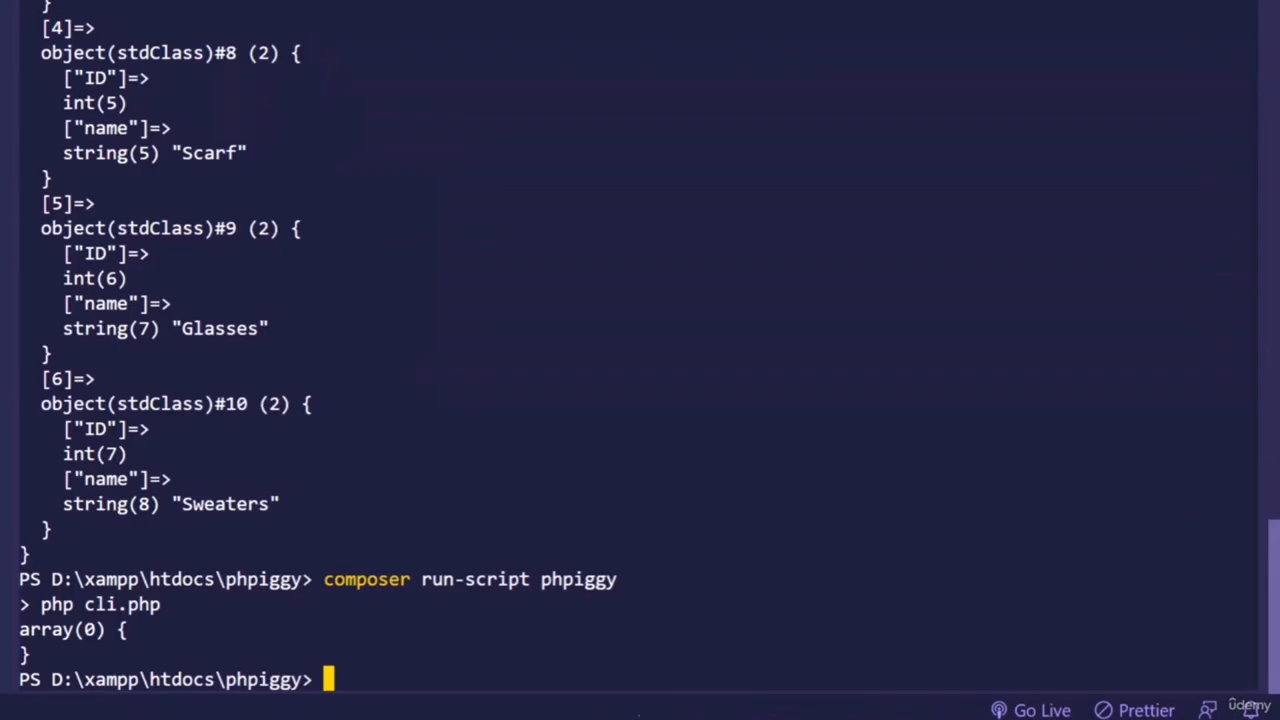 }
[4]=>
object(stdClass)#8 (2) {
["ID"]=>
int(5)
["name"]=>
string(5) "Scarf"
}
[5]=>
object(stdClass)#9 (2) {
["ID"]=>
int(6)
["name"]=>
string(7) "Glasses"
}
[6]=>
object(stdClass)#10 (2) {
["ID"]=>
int(7)
["name"]=>
string(8) "Sweaters"
}
}
PS D:\xampp\htdocs\phpiggy> composer run-script phpiggy
> php cli.php
array(0) {
}
PS D:\xampp\htdocs\phpiggy>
Go Live Prettier udemy